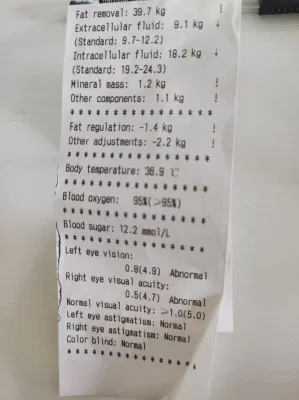 Fat removal: 39.7 kg !
Extracellular fluid: 9.1 kg ↓
(Standard: 9.7-12.2)
Intracellular fluid: 18.2 kg ↓
(Standard: 19.2-24.3)
Mineral mass: 1.2 kg !
Other components: 1.1 kg !
* * * * * * * * * * * * * * * *
Fat regulation: -1.4 kg !
Other adjustments: -2.2 kg !
* * * * * * * * * * * * * * * *
Body temperature: 36.9 ℃
* * * * * * * * * * * * * * * *
Blood oxygen: 95%(≥95%)
* * * * * * * * * * * * * * * *
Blood sugar: 12.2 mmol/L
* * * * * * * * * * * * * * * *
Left eye vision:
0.8(4.9) Abnormal
Right eye visual acuity:
0.5(4.7) Abnormal
Normal visual acuity: ≥1.0(5.0)
Left eye astigmatism: Normal
Right eye astigmatism: Normal
Color blind: Normal
* * * * * * * * * * * * * * * *